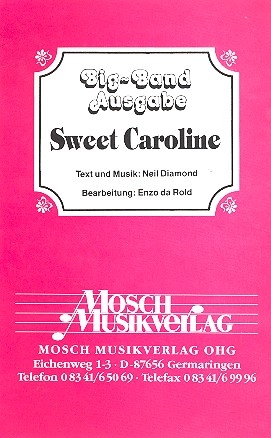 Big-Band
Ausgabe
Sweet Caroline
Text und Musik: Neil Diamond
Bearbeitung: Enzo da Rold
MOSCH
MUSIKVERLAG
MOSCH MUSIKVERLAG OHG
Eichenweg 1-3 · D-87656 Germaringen
Telefon 0 83 41/6 50 69 · Telefax 0 83 41/6 99 96